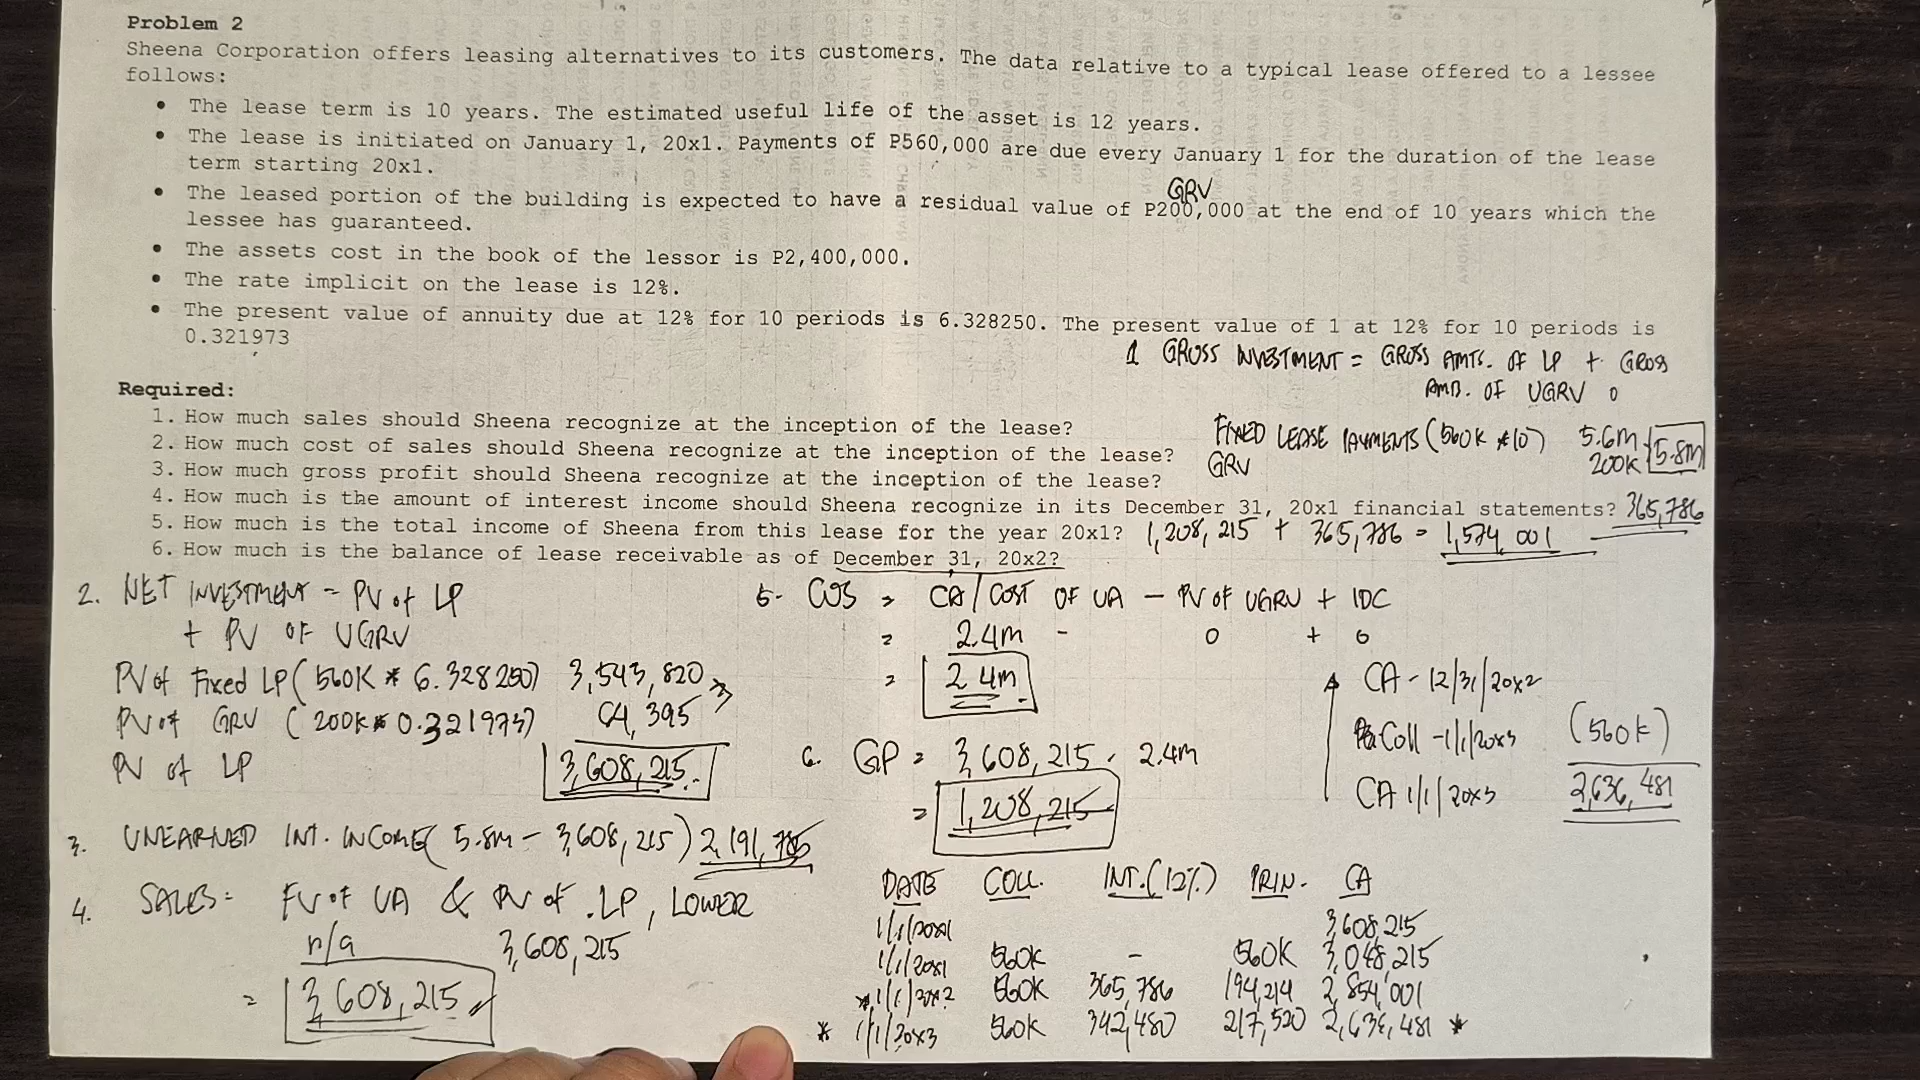 Problem 2
Sheena Corporation offers leasing alternatives to its customers. The data relative to a typical lease offered to a lessee
follows:
• The lease term is 10 years. The estimated useful life of the asset is 12 years.
• The lease is initiated on January 1, 20x1. Payments of P560,000 are due every January 1 for the duration of the lease
term starting 20x1.
GRV
• The leased portion of the building is expected to have a residual value of P200,000 at the end of 10 years which the
lessee has guaranteed.
• The assets cost in the book of the lessor is P2,400,000.
• The rate implicit on the lease is 12%.
• The present value of annuity due at 12% for 10 periods is 6.328250. The present value of 1 at 12% for 10 periods is
0.321973
1 GROSS INVESTMENT = GROSS AMTS. OF LP + GROSS
AMT. OF UGRV 0
Required:
1. How much sales should Sheena recognize at the inception of the lease?
2. How much cost of sales should Sheena recognize at the inception of the lease?
3. How much gross profit should Sheena recognize at the inception of the lease?
FIXED LEASE PAYMENTS (560K * 10) 5.6m
GRV 200K 5.8m
4. How much is the amount of interest income should Sheena recognize in its December 31, 20x1 financial statements? 365,786
5. How much is the total income of Sheena from this lease for the year 20x1? 1,208,215 + 365,786 = 1,574,001
6. How much is the balance of lease receivable as of December 31, 20x2?
2. NET INVESTMENT = PV of LP
+ PV OF UGRV
PV of Fixed LP (560K * 6.328250) 3,543,820
PV of GRV (200K * 0.321973) 64,395
PV of LP 3,608,215.
3. UNEARNED INT. INCOME (5.8m - 3,608,215) 2,191,785
4. SALES = FV of UA & PV of LP, LOWER
n/a 3,608,215
= 3,608,215
5. COS = CA / COST OF UA - PV OF UGRV + IDC
= 2.4m - 0 + 0
= 2.4m
6. GP = 3,608,215 - 2.4m
= 1,208,215
CA - 12/31/20x2
Coll - 1/1/20x3 (560k)
CA 1/1/20x3 2,636,481
DATE COLL. INT. (12%) PRIN. CA
1/1/20x1 3,608,215
1/1/20x1 560K - 560K 3,048,215
* 1/1/20x2 560K 365,786 194,214 2,854,001
* 1/1/20x3 560K 342,480 217,520 2,636,481 *